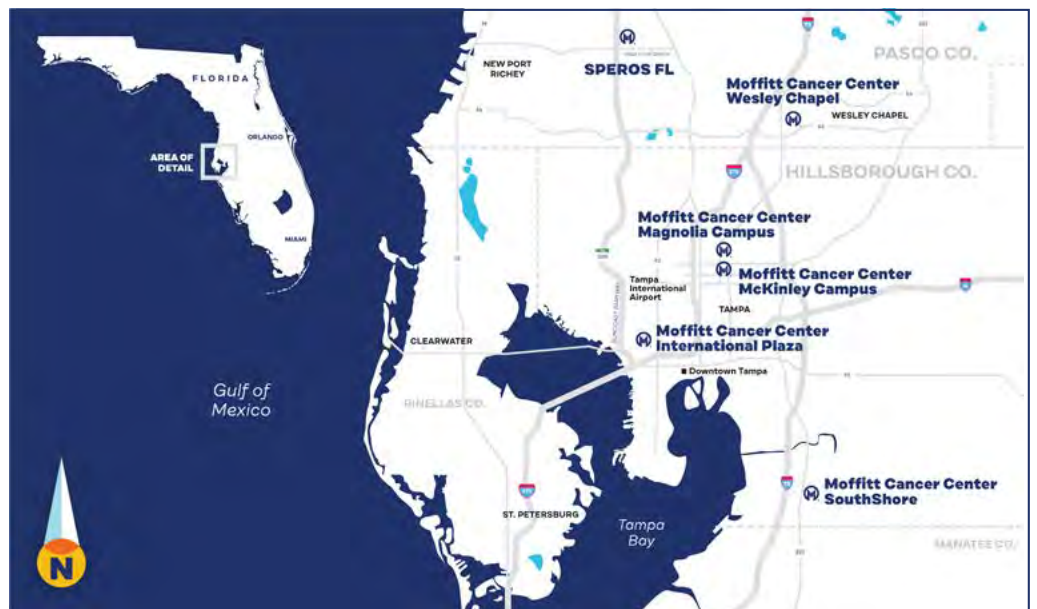 FLORIDA
ORLANDO
AREA OF
DETAIL
MIAMI
NEW PORT
RICHEY
SPEROS FL
PASCO CO.
Moffitt Cancer Center
Wesley Chapel
WESLEY CHAPEL
HILLSBOROUGH CO.
Moffitt Cancer Center
Magnolia Campus
Moffitt Cancer Center
McKinley Campus
Tampa
International
Airport
TAMPA
Moffitt Cancer Center
International Plaza
CLEARWATER
Downtown Tampa
Gulf of
Mexico
PINELLAS CO.
Moffitt Cancer Center
SouthShore
ST. PETERSBURG
Tampa
Bay
MANATEE CO.
N